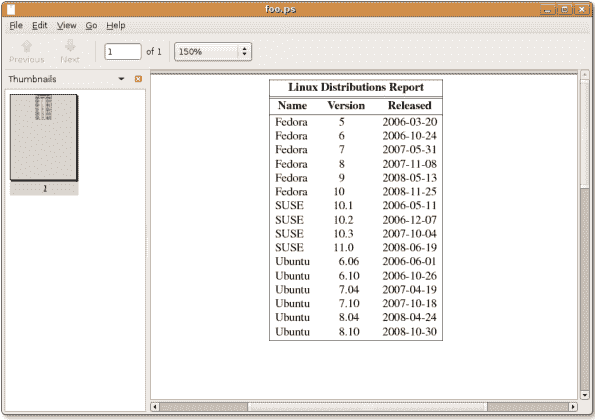 foo.ps
File Edit View Go Help
Previous Next 1 of 1 150%
Thumbnails
1
Linux Distributions Report
Name Version Released
Fedora 5 2006-03-20
Fedora 6 2006-10-24
Fedora 7 2007-05-31
Fedora 8 2007-11-08
Fedora 9 2008-05-13
Fedora 10 2008-11-25
SUSE 10.1 2006-05-11
SUSE 10.2 2006-12-07
SUSE 10.3 2007-10-04
SUSE 11.0 2008-06-19
Ubuntu 6.06 2006-06-01
Ubuntu 6.10 2006-10-26
Ubuntu 7.04 2007-04-19
Ubuntu 7.10 2007-10-18
Ubuntu 8.04 2008-04-24
Ubuntu 8.10 2008-10-30